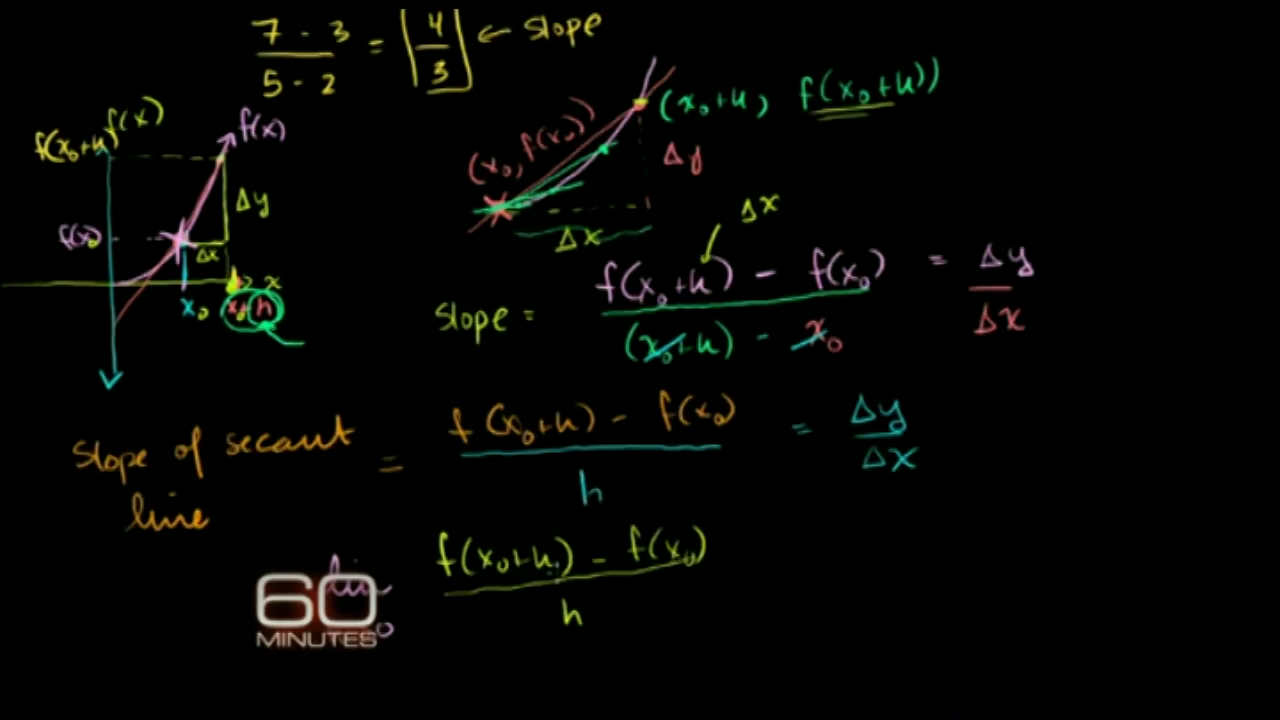 7 - 3
5 - 2
=
4
3
← slope
f(x₀+h)
f(x)
f(x)
(x₀, f(x₀))
(x₀+h, f(x₀+h))
Δy
Δy
f(x₀)
Δx
Δx
Δx
x
x₀
x₀+h
slope = f(x₀+h) - f(x₀) = Δy
(x₀+h) - x₀ Δx
Slope of secant
line
= f(x₀+h) - f(x₀) = Δy
h Δx
lim f(x₀+h) - f(x₀)
h
60
MINUTES